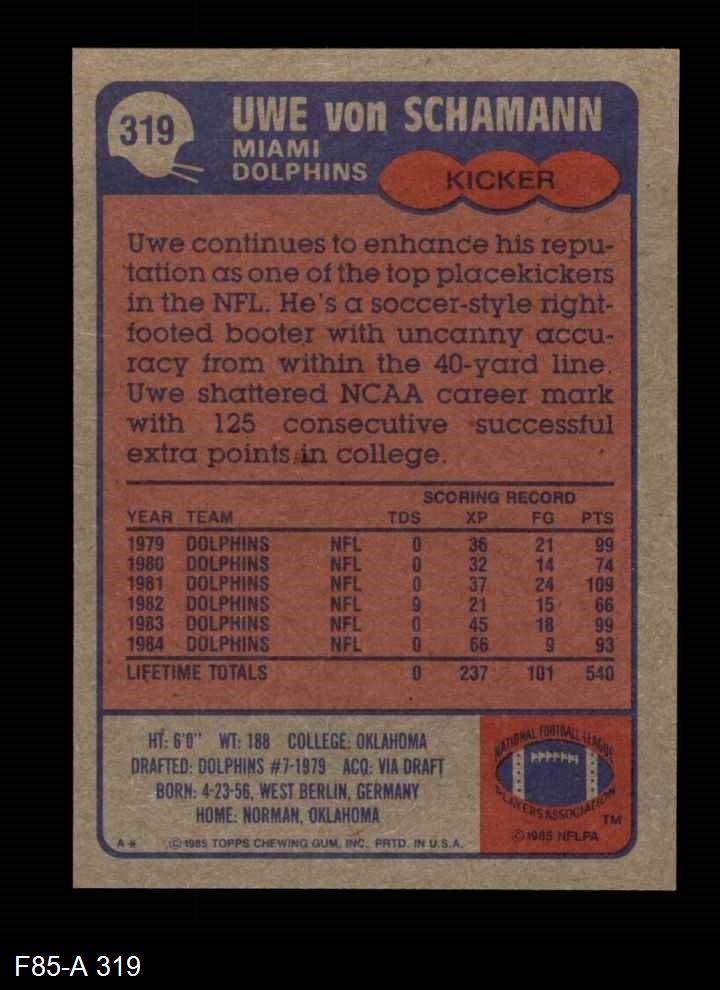 319
UWE von SCHAMANN
MIAMI
DOLPHINS
KICKER
Uwe continues to enhance his repu-
tation as one of the top placekickers
in the NFL. He's a soccer-style right-
footed booter with uncanny accu-
racy from within the 40-yard line.
Uwe shattered NCAA career mark
with 125 consecutive successful
extra points in college.
SCORING RECORD
YEAR TEAM TDS XP FG PTS
1979 DOLPHINS NFL 0 36 21 99
1980 DOLPHINS NFL 0 32 14 74
1981 DOLPHINS NFL 0 37 24 109
1982 DOLPHINS NFL 9 21 15 66
1983 DOLPHINS NFL 0 45 18 99
1984 DOLPHINS NFL 0 66 9 93
LIFETIME TOTALS 0 237 101 540
HT: 6'0" WT: 188 COLLEGE: OKLAHOMA
DRAFTED: DOLPHINS #7-1979 ACQ: VIA DRAFT
BORN: 4-23-56, WEST BERLIN, GERMANY
HOME: NORMAN, OKLAHOMA
A* © 1985 TOPPS CHEWING GUM, INC. PRTD. IN U.S.A.
NATIONAL FOOTBALL LEAGUE
PLAYERS ASSOCIATION
TM
© 1985 NFLPA
F85-A 319